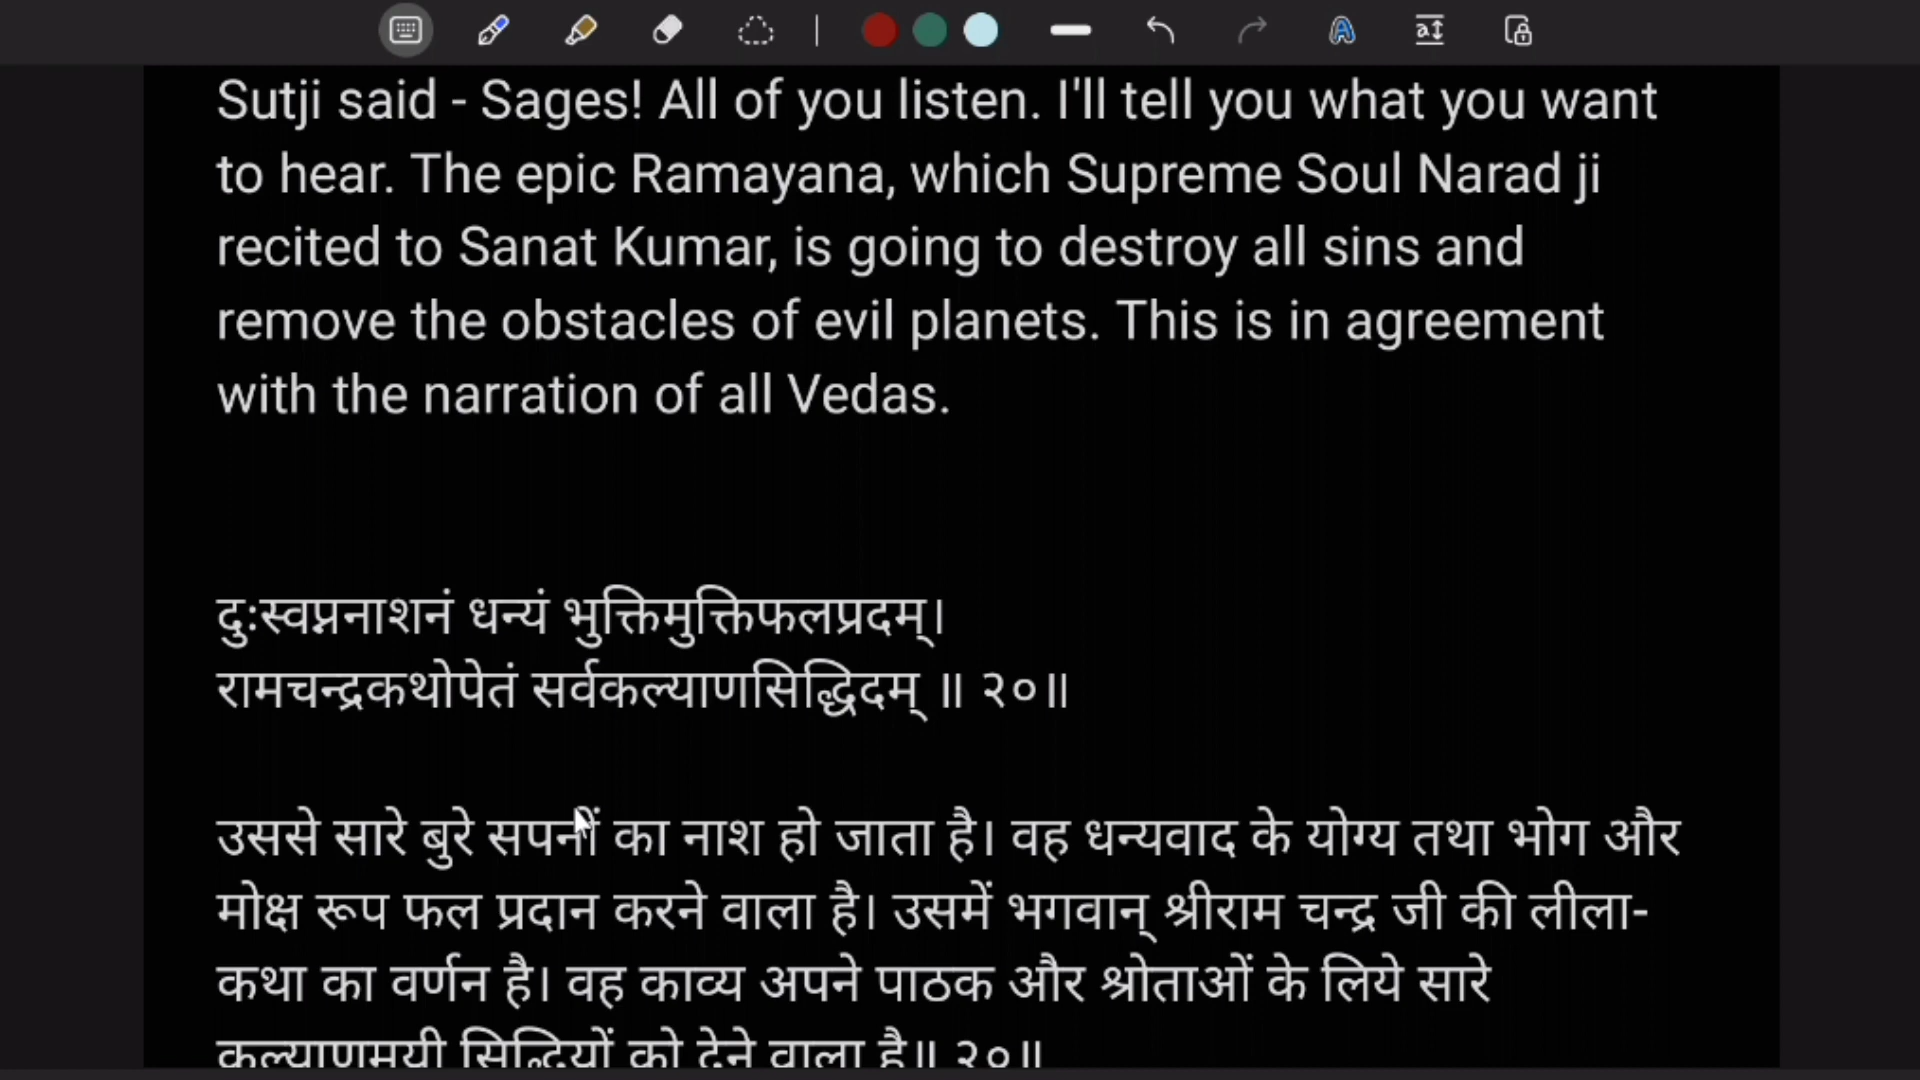 Sutji said - Sages! All of you listen. I'll tell you what you want
to hear. The epic Ramayana, which Supreme Soul Narad ji
recited to Sanat Kumar, is going to destroy all sins and
remove the obstacles of evil planets. This is in agreement
with the narration of all Vedas.
दुःस्वप्ननाशनं धन्यं भुक्तिमुक्तिफलप्रदम्।
रामचन्द्रकथोपेतं सर्वकल्याणसिद्धिदम् ॥ २०॥
उससे सारे बुरे सपनों का नाश हो जाता है। वह धन्यवाद के योग्य तथा भोग और
मोक्ष रूप फल प्रदान करने वाला है। उसमें भगवान् श्रीराम चन्द्र जी की लीला-
कथा का वर्णन है। वह काव्य अपने पाठक और श्रोताओं के लिये सारे
कल्याणमयी सिद्धियों को देने वाला है॥ २०॥